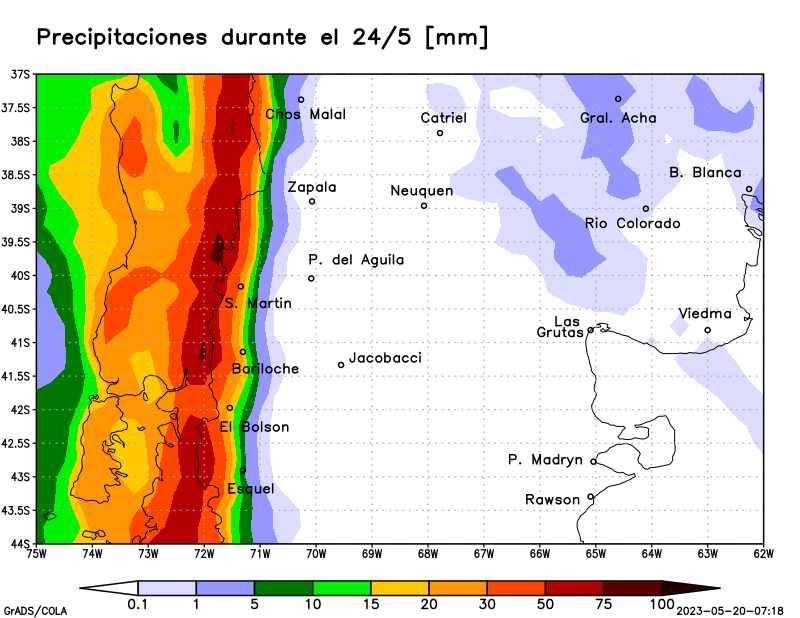 Precipitaciones durante el 24/5 [mm]
37S
37.5S
Chos Malal
Catriel
Gral. Acha
38S
38.5S
B. Blanca
Zapala
Neuquen
39S
Rio Colorado
39.5S
P. del Aguila
40S
S. Martin
40.5S
Las
Grutas
Viedma
41S
Jacobacci
Bariloche
41.5S
42S
El Bolson
42.5S
P. Madryn
43S
Esquel
Rawson
43.5S
44S
75W 74W 73W 72W 71W 70W 69W 68W 67W 66W 65W 64W 63W 62W
0.1 1 5 10 15 20 30 50 75 100
GrADS/COLA
2023-05-20-07:18